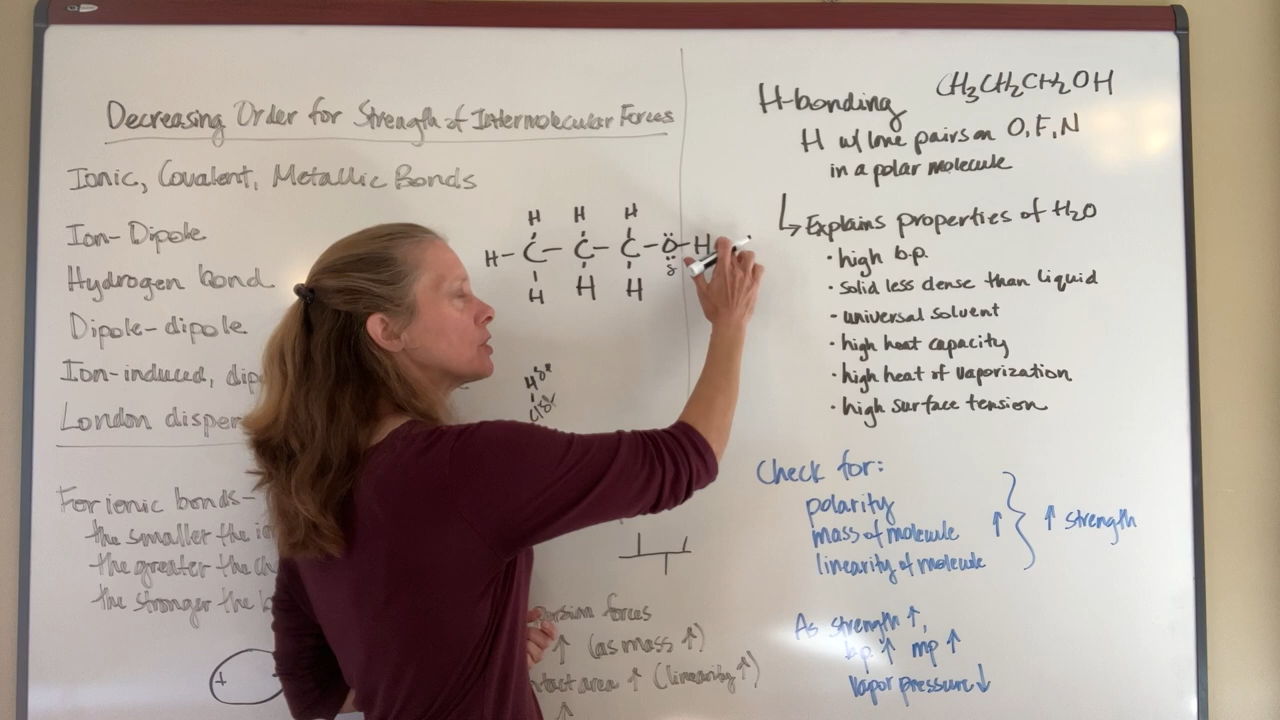 Decreasing Order for Strength of Intermolecular Forces
Ionic, Covalent, Metallic Bonds
Ion-Dipole
Hydrogen bond
Dipole-dipole
Ion-induced, dip
London disper
For ionic bonds-
the smaller the io
the greater the ch
the stronger the b
+
H H H
H-C-C-C-Ö-H
H H H
H δ+
Cl δ-
persion forces
↑ (as mass ↑)
ntact area ↑ (linearity ↑)
↑
H-bonding CH3CH2CH2OH
H w/ lone pairs on O, F, N
in a polar molecule
↳ Explains properties of H2O
• high b.p.
• solid less dense than liquid
• universal solvent
• high heat capacity
• high heat of vaporization
• high surface tension
Check for:
polarity
mass of molecule ↑ } ↑ strength
linearity of molecule
As strength ↑,
b.p. ↑ mp ↑
vapor pressure ↓